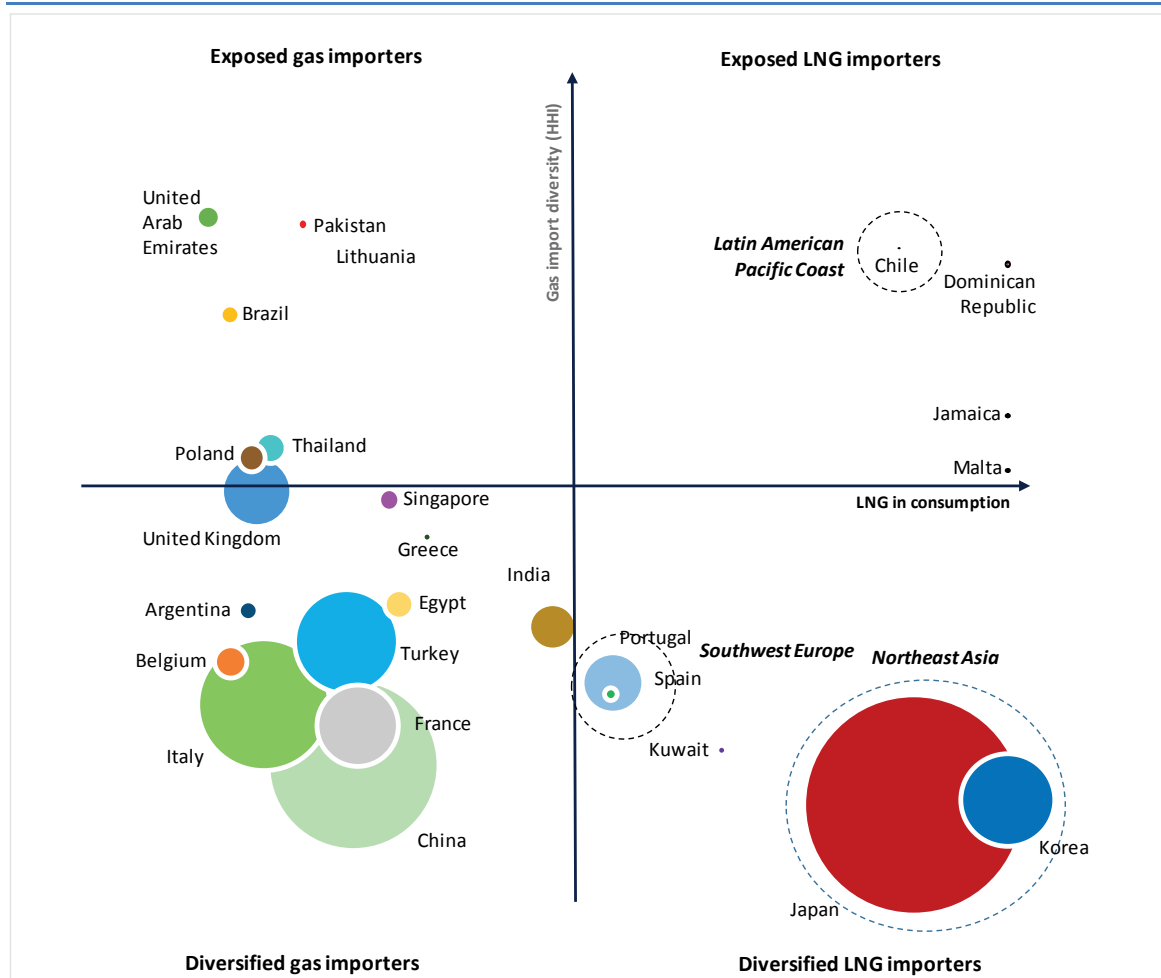 Exposed gas importers
Exposed LNG importers
Gas import diversity (HHI)
United
Arab
Emirates
Pakistan
Lithuania
Brazil
Latin American
Pacific Coast
Chile
Dominican
Republic
Jamaica
Malta
Poland
Thailand
LNG in consumption
Singapore
United Kingdom
Greece
India
Argentina
Egypt
Belgium
Turkey
Portugal
Southwest Europe
Northeast Asia
Spain
France
Italy
Kuwait
China
Korea
Japan
Diversified gas importers
Diversified LNG importers